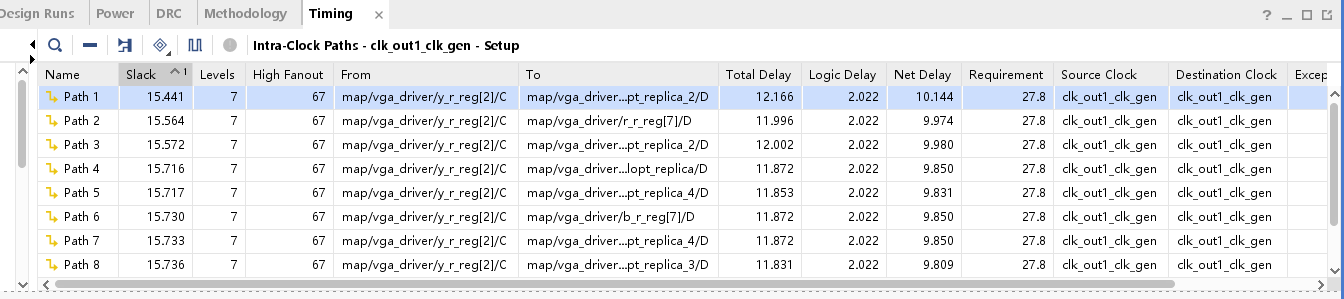 Design Runs Power DRC Methodology Timing ×
? _ □
Intra-Clock Paths - clk_out1_clk_gen - Setup
Name Slack ^1 Levels High Fanout From To Total Delay Logic Delay Net Delay Requirement Source Clock Destination Clock Excep
Path 1 15.441 7 67 map/vga_driver/y_r_reg[2]/C map/vga_driver...pt_replica_2/D 12.166 2.022 10.144 27.8 clk_out1_clk_gen clk_out1_clk_gen
Path 2 15.564 7 67 map/vga_driver/y_r_reg[2]/C map/vga_driver/r_r_reg[7]/D 11.996 2.022 9.974 27.8 clk_out1_clk_gen clk_out1_clk_gen
Path 3 15.572 7 67 map/vga_driver/y_r_reg[2]/C map/vga_driver...pt_replica_2/D 12.002 2.022 9.980 27.8 clk_out1_clk_gen clk_out1_clk_gen
Path 4 15.716 7 67 map/vga_driver/y_r_reg[2]/C map/vga_driver...lopt_replica/D 11.872 2.022 9.850 27.8 clk_out1_clk_gen clk_out1_clk_gen
Path 5 15.717 7 67 map/vga_driver/y_r_reg[2]/C map/vga_driver...pt_replica_4/D 11.853 2.022 9.831 27.8 clk_out1_clk_gen clk_out1_clk_gen
Path 6 15.730 7 67 map/vga_driver/y_r_reg[2]/C map/vga_driver/b_r_reg[7]/D 11.872 2.022 9.850 27.8 clk_out1_clk_gen clk_out1_clk_gen
Path 7 15.733 7 67 map/vga_driver/y_r_reg[2]/C map/vga_driver...pt_replica_4/D 11.872 2.022 9.850 27.8 clk_out1_clk_gen clk_out1_clk_gen
Path 8 15.736 7 67 map/vga_driver/y_r_reg[2]/C map/vga_driver...pt_replica_3/D 11.831 2.022 9.809 27.8 clk_out1_clk_gen clk_out1_clk_gen